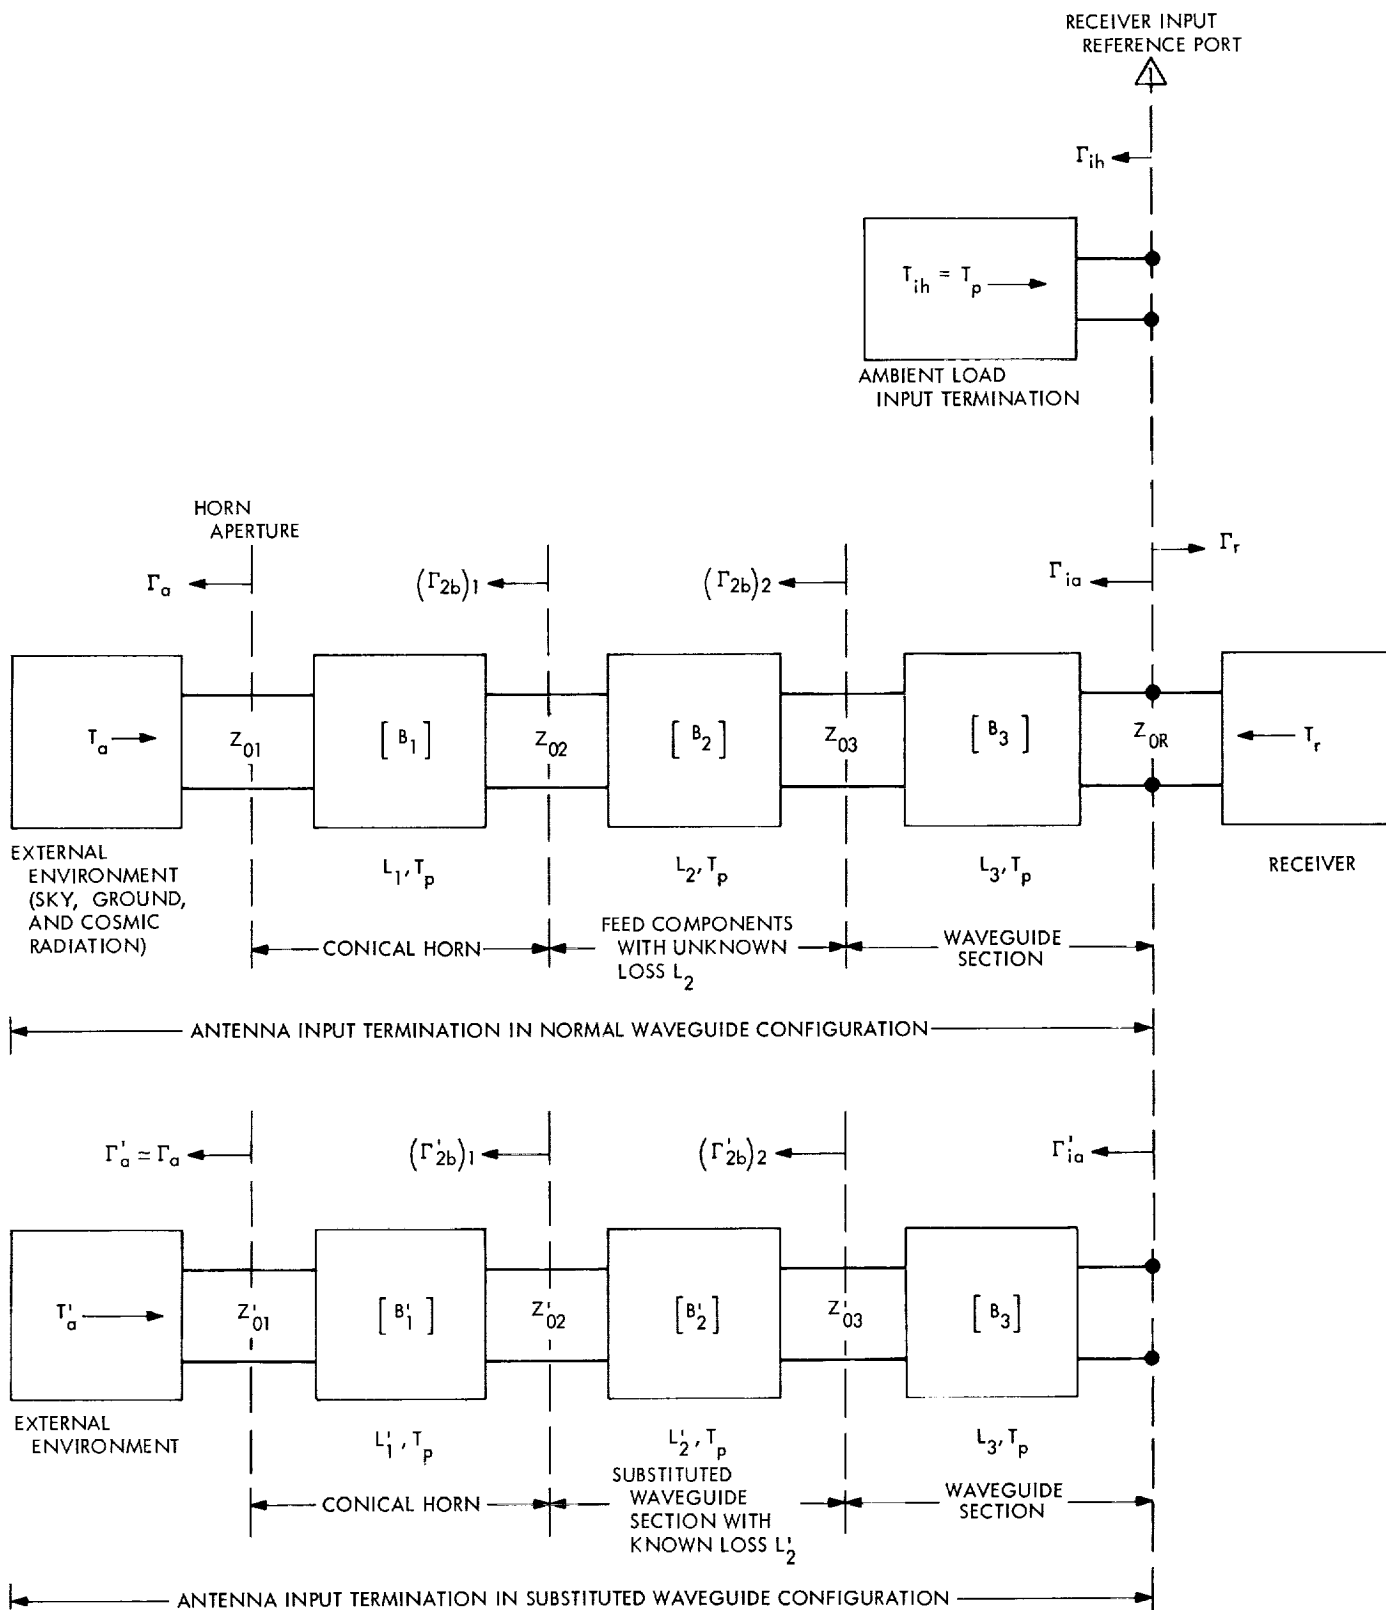 RECEIVER INPUT
REFERENCE PORT
Γih
Tih = Tp
AMBIENT LOAD
INPUT TERMINATION
HORN
APERTURE
Γa
(Γ2b)1
(Γ2b)2
Γia
Γr
Ta
Z01
[B1]
Z02
[B2]
Z03
[B3]
Z0R
Tr
EXTERNAL
ENVIRONMENT
(SKY, GROUND,
AND COSMIC
RADIATION)
L1, Tp
L2, Tp
L3, Tp
RECEIVER
CONICAL HORN
FEED COMPONENTS
WITH UNKNOWN
LOSS L2
WAVEGUIDE
SECTION
ANTENNA INPUT TERMINATION IN NORMAL WAVEGUIDE CONFIGURATION
Γ'a ≃ Γa
(Γ'2b)1
(Γ'2b)2
Γ'ia
T'a
Z'01
[B'1]
Z'02
[B'2]
Z'03
[B3]
EXTERNAL
ENVIRONMENT
L'1, Tp
L'2, Tp
L3, Tp
CONICAL HORN
SUBSTITUTED
WAVEGUIDE
SECTION WITH
KNOWN LOSS L'2
WAVEGUIDE
SECTION
ANTENNA INPUT TERMINATION IN SUBSTITUTED WAVEGUIDE CONFIGURATION